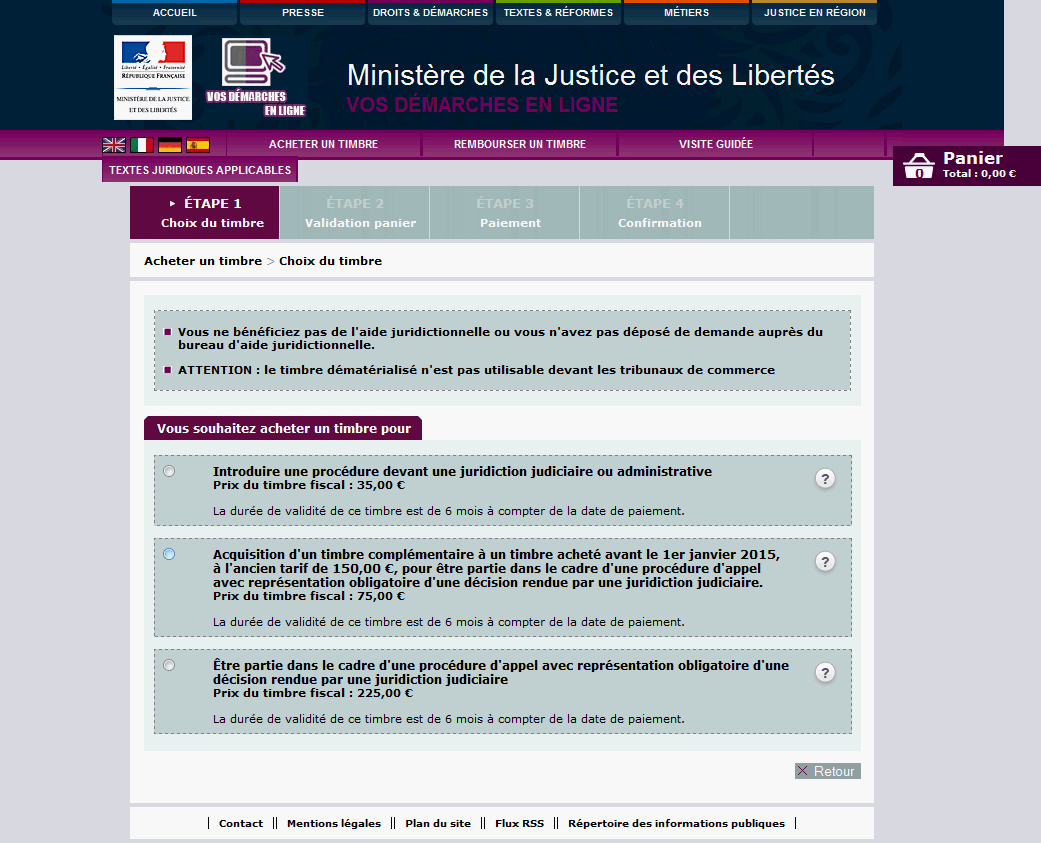 ACCUEIL
PRESSE
DROITS & DÉMARCHES
TEXTES & RÉFORMES
MÉTIERS
JUSTICE EN RÉGION
Liberté • Égalité • Fraternité
RÉPUBLIQUE FRANÇAISE
MINISTÈRE DE LA JUSTICE
ET DES LIBERTÉS
VOS DÉMARCHES
EN LIGNE
Ministère de la Justice et des Libertés
VOS DÉMARCHES EN LIGNE
ACHETER UN TIMBRE
REMBOURSER UN TIMBRE
VISITE GUIDÉE
TEXTES JURIDIQUES APPLICABLES
0
Panier
Total : 0,00 €
ÉTAPE 1
Choix du timbre
ÉTAPE 2
Validation panier
ÉTAPE 3
Paiement
ÉTAPE 4
Confirmation
Acheter un timbre > Choix du timbre
Vous ne bénéficiez pas de l'aide juridictionnelle ou vous n'avez pas déposé de demande auprès du
bureau d'aide juridictionnelle.
ATTENTION : le timbre dématérialisé n'est pas utilisable devant les tribunaux de commerce
Vous souhaitez acheter un timbre pour
Introduire une procédure devant une juridiction judiciaire ou administrative
?
Prix du timbre fiscal : 35,00 €
La durée de validité de ce timbre est de 6 mois à compter de la date de paiement.
Acquisition d'un timbre complémentaire à un timbre acheté avant le 1er janvier 2015,
?
à l'ancien tarif de 150,00 €, pour être partie dans le cadre d'une procédure d'appel
avec représentation obligatoire d'une décision rendue par une juridiction judiciaire.
Prix du timbre fiscal : 75,00 €
La durée de validité de ce timbre est de 6 mois à compter de la date de paiement.
Être partie dans le cadre d'une procédure d'appel avec représentation obligatoire d'une
?
décision rendue par une juridiction judiciaire
Prix du timbre fiscal : 225,00 €
La durée de validité de ce timbre est de 6 mois à compter de la date de paiement.
Retour
| Contact || Mentions légales || Plan du site || Flux RSS || Répertoire des informations publiques |